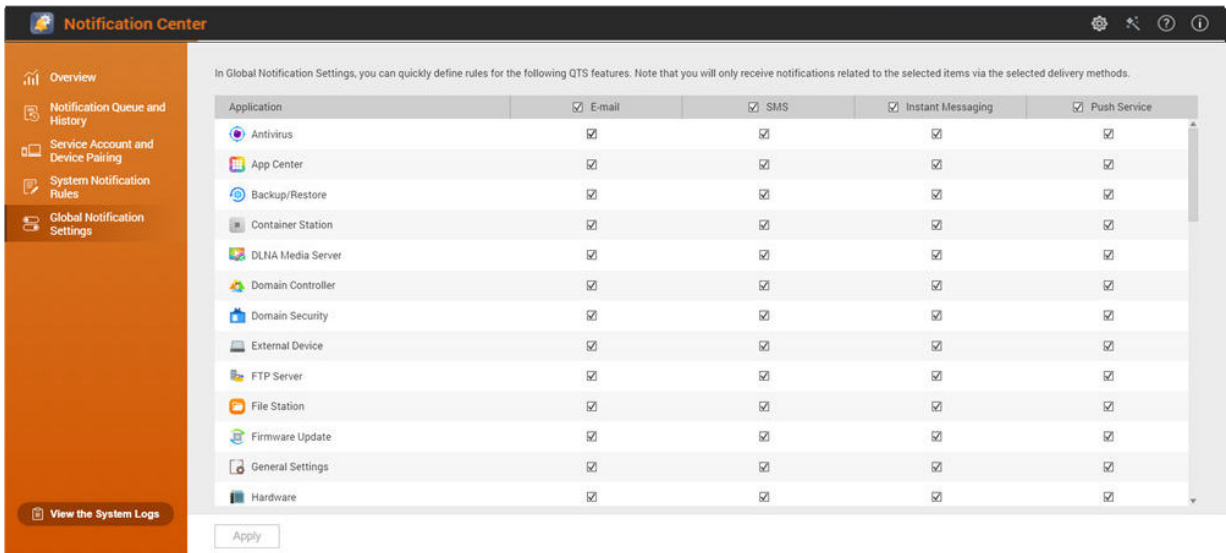 Notification Center
Overview
Notification Queue and
History
Service Account and
Device Pairing
System Notification
Rules
Global Notification
Settings
View the System Logs
In Global Notification Settings, you can quickly define rules for the following QTS features. Note that you will only receive notifications related to the selected items via the selected delivery methods.
Application E-mail SMS Instant Messaging Push Service
Antivirus
App Center
Backup/Restore
Container Station
DLNA Media Server
Domain Controller
Domain Security
External Device
FTP Server
File Station
Firmware Update
General Settings
Hardware
Apply